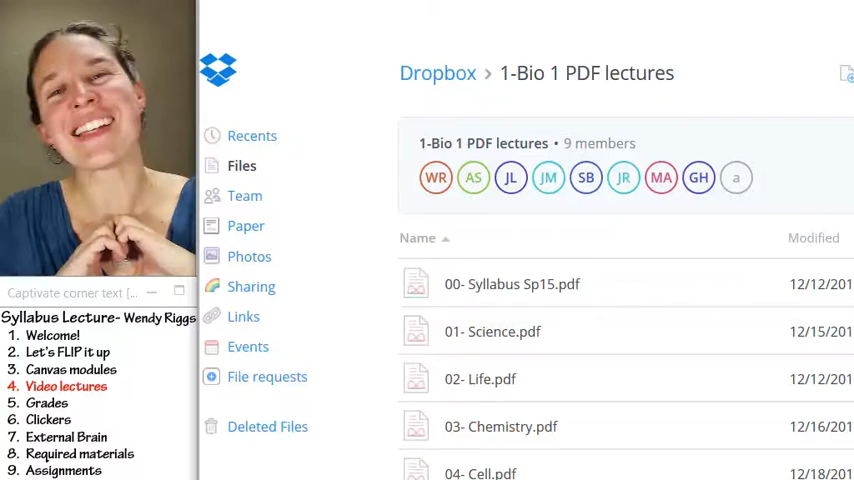 Captivate corner text [...
Syllabus Lecture- Wendy Riggs
1. Welcome!
2. Let's FLIP it up
3. Canvas modules
4. Video lectures
5. Grades
6. Clickers
7. External Brain
8. Required materials
9. Assignments
Recents
Files
Team
Paper
Photos
Sharing
Links
Events
File requests
Deleted Files
Dropbox > 1-Bio 1 PDF lectures
1-Bio 1 PDF lectures • 9 members
WR AS JL JM SB JR MA GH a
Name Modified
00- Syllabus Sp15.pdf 12/12/201
01- Science.pdf 12/15/201
02- Life.pdf 12/12/201
03- Chemistry.pdf 12/16/201
04- Cell.pdf 12/18/201